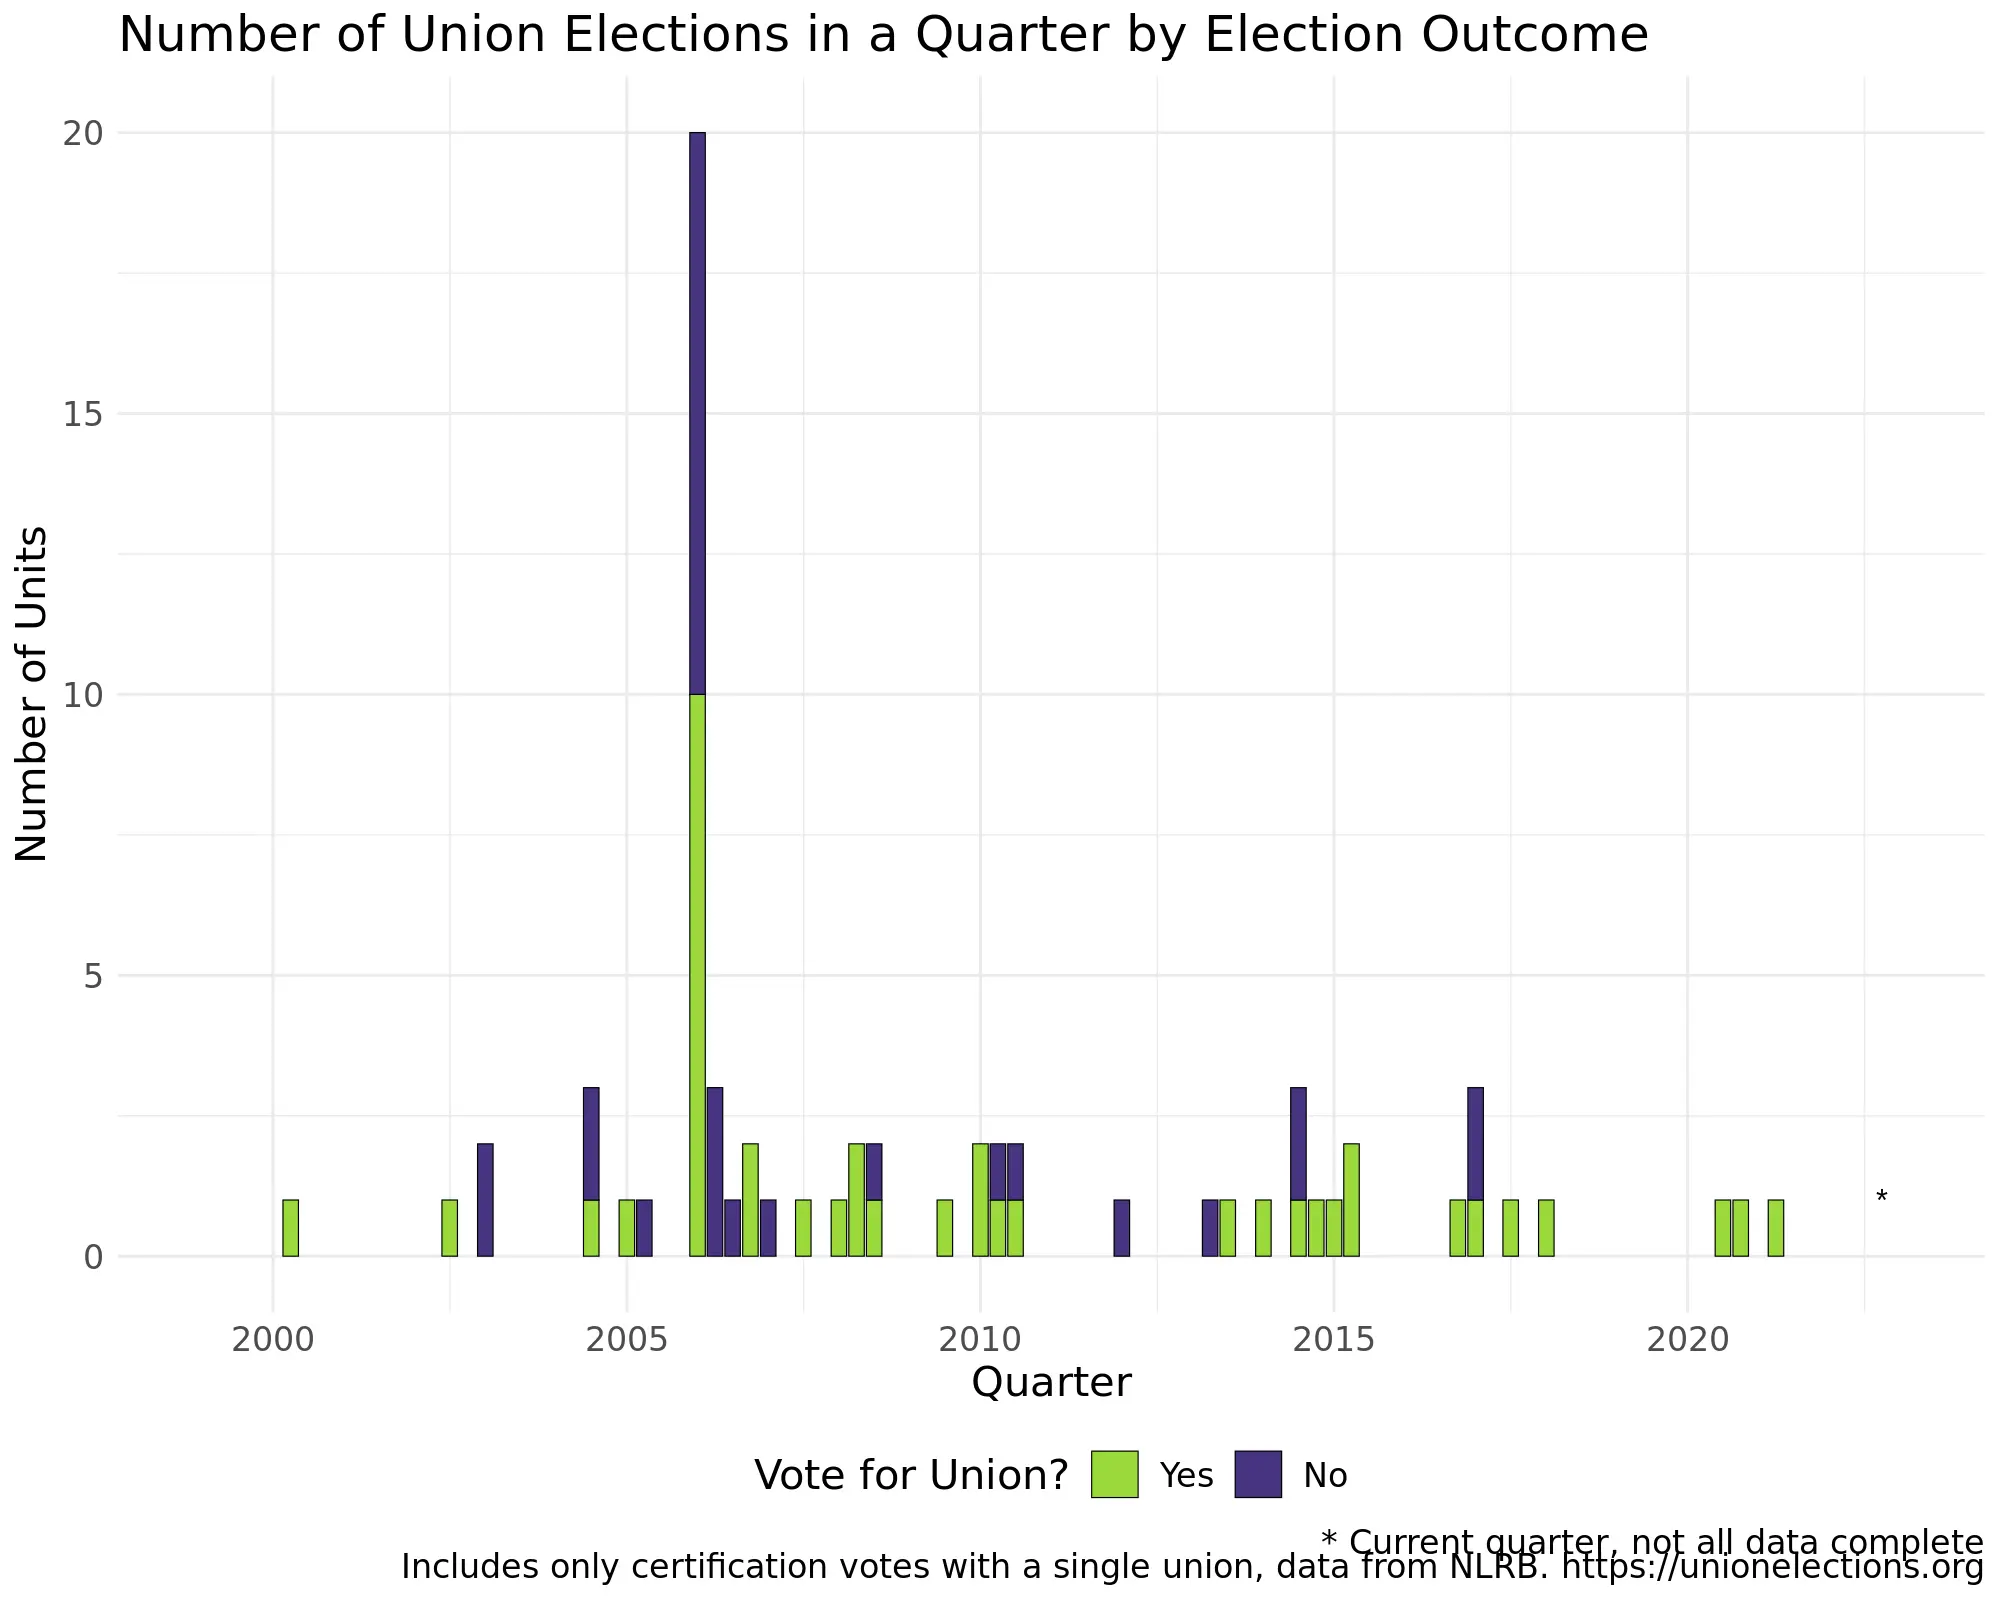 Number of Union Elections in a Quarter by Election Outcome
20
15
10
5
0
Number of Units
*
2000 2005 2010 2015 2020
Quarter
Vote for Union? Yes No
* Current quarter, not all data complete
Includes only certification votes with a single union, data from NLRB. https://unionelections.org